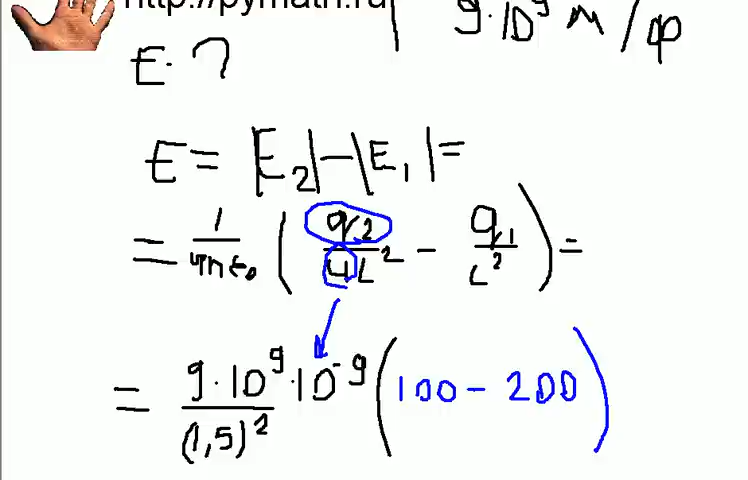 http://pymath.ru
9·10⁹ м/ф
E-?
E = |E₂| - |E₁| =
= 1/4πε₀ (q₂/4L² - q₁/L²) =
= 9·10⁹·10⁻⁹/(1,5)² (100 - 200)